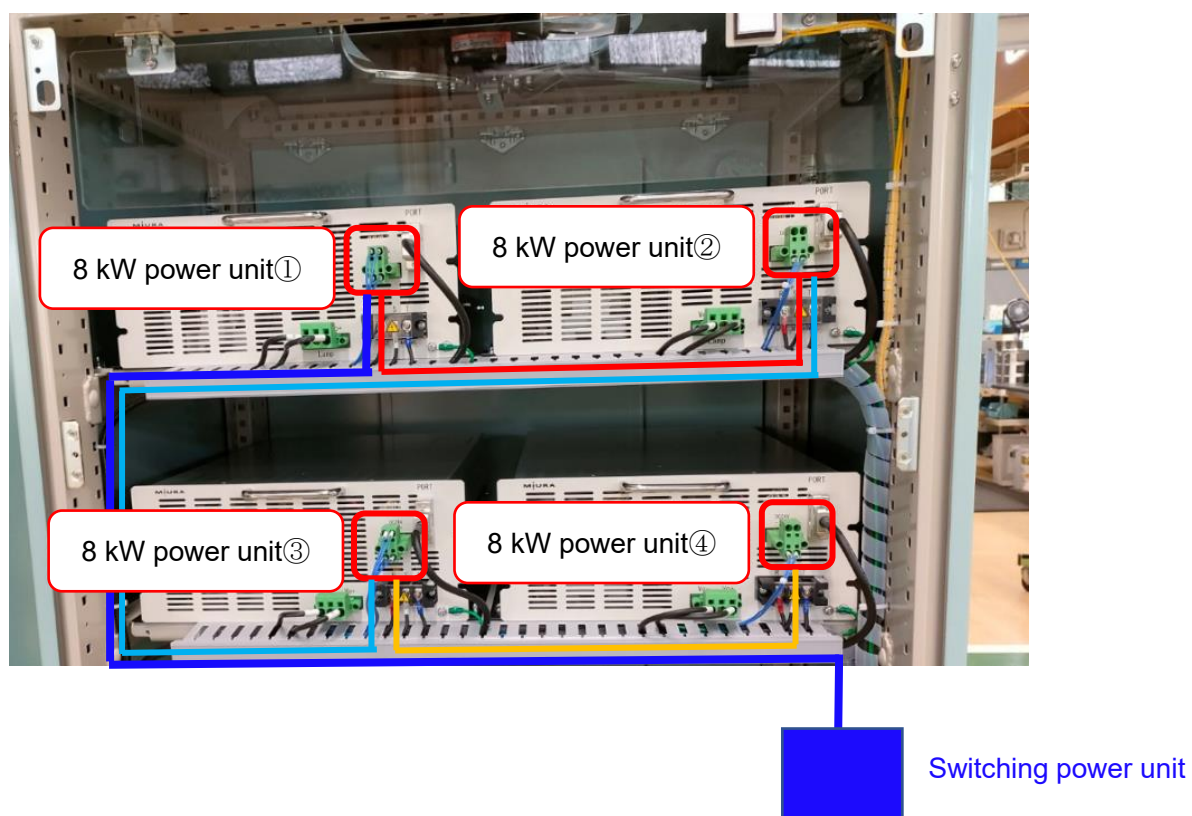 PORT
PORT
MIURA
8 kW power unit①
8 kW power unit②
Lamp
MIURA
PORT
PORT
8 kW power unit③
8 kW power unit④
Switching power unit